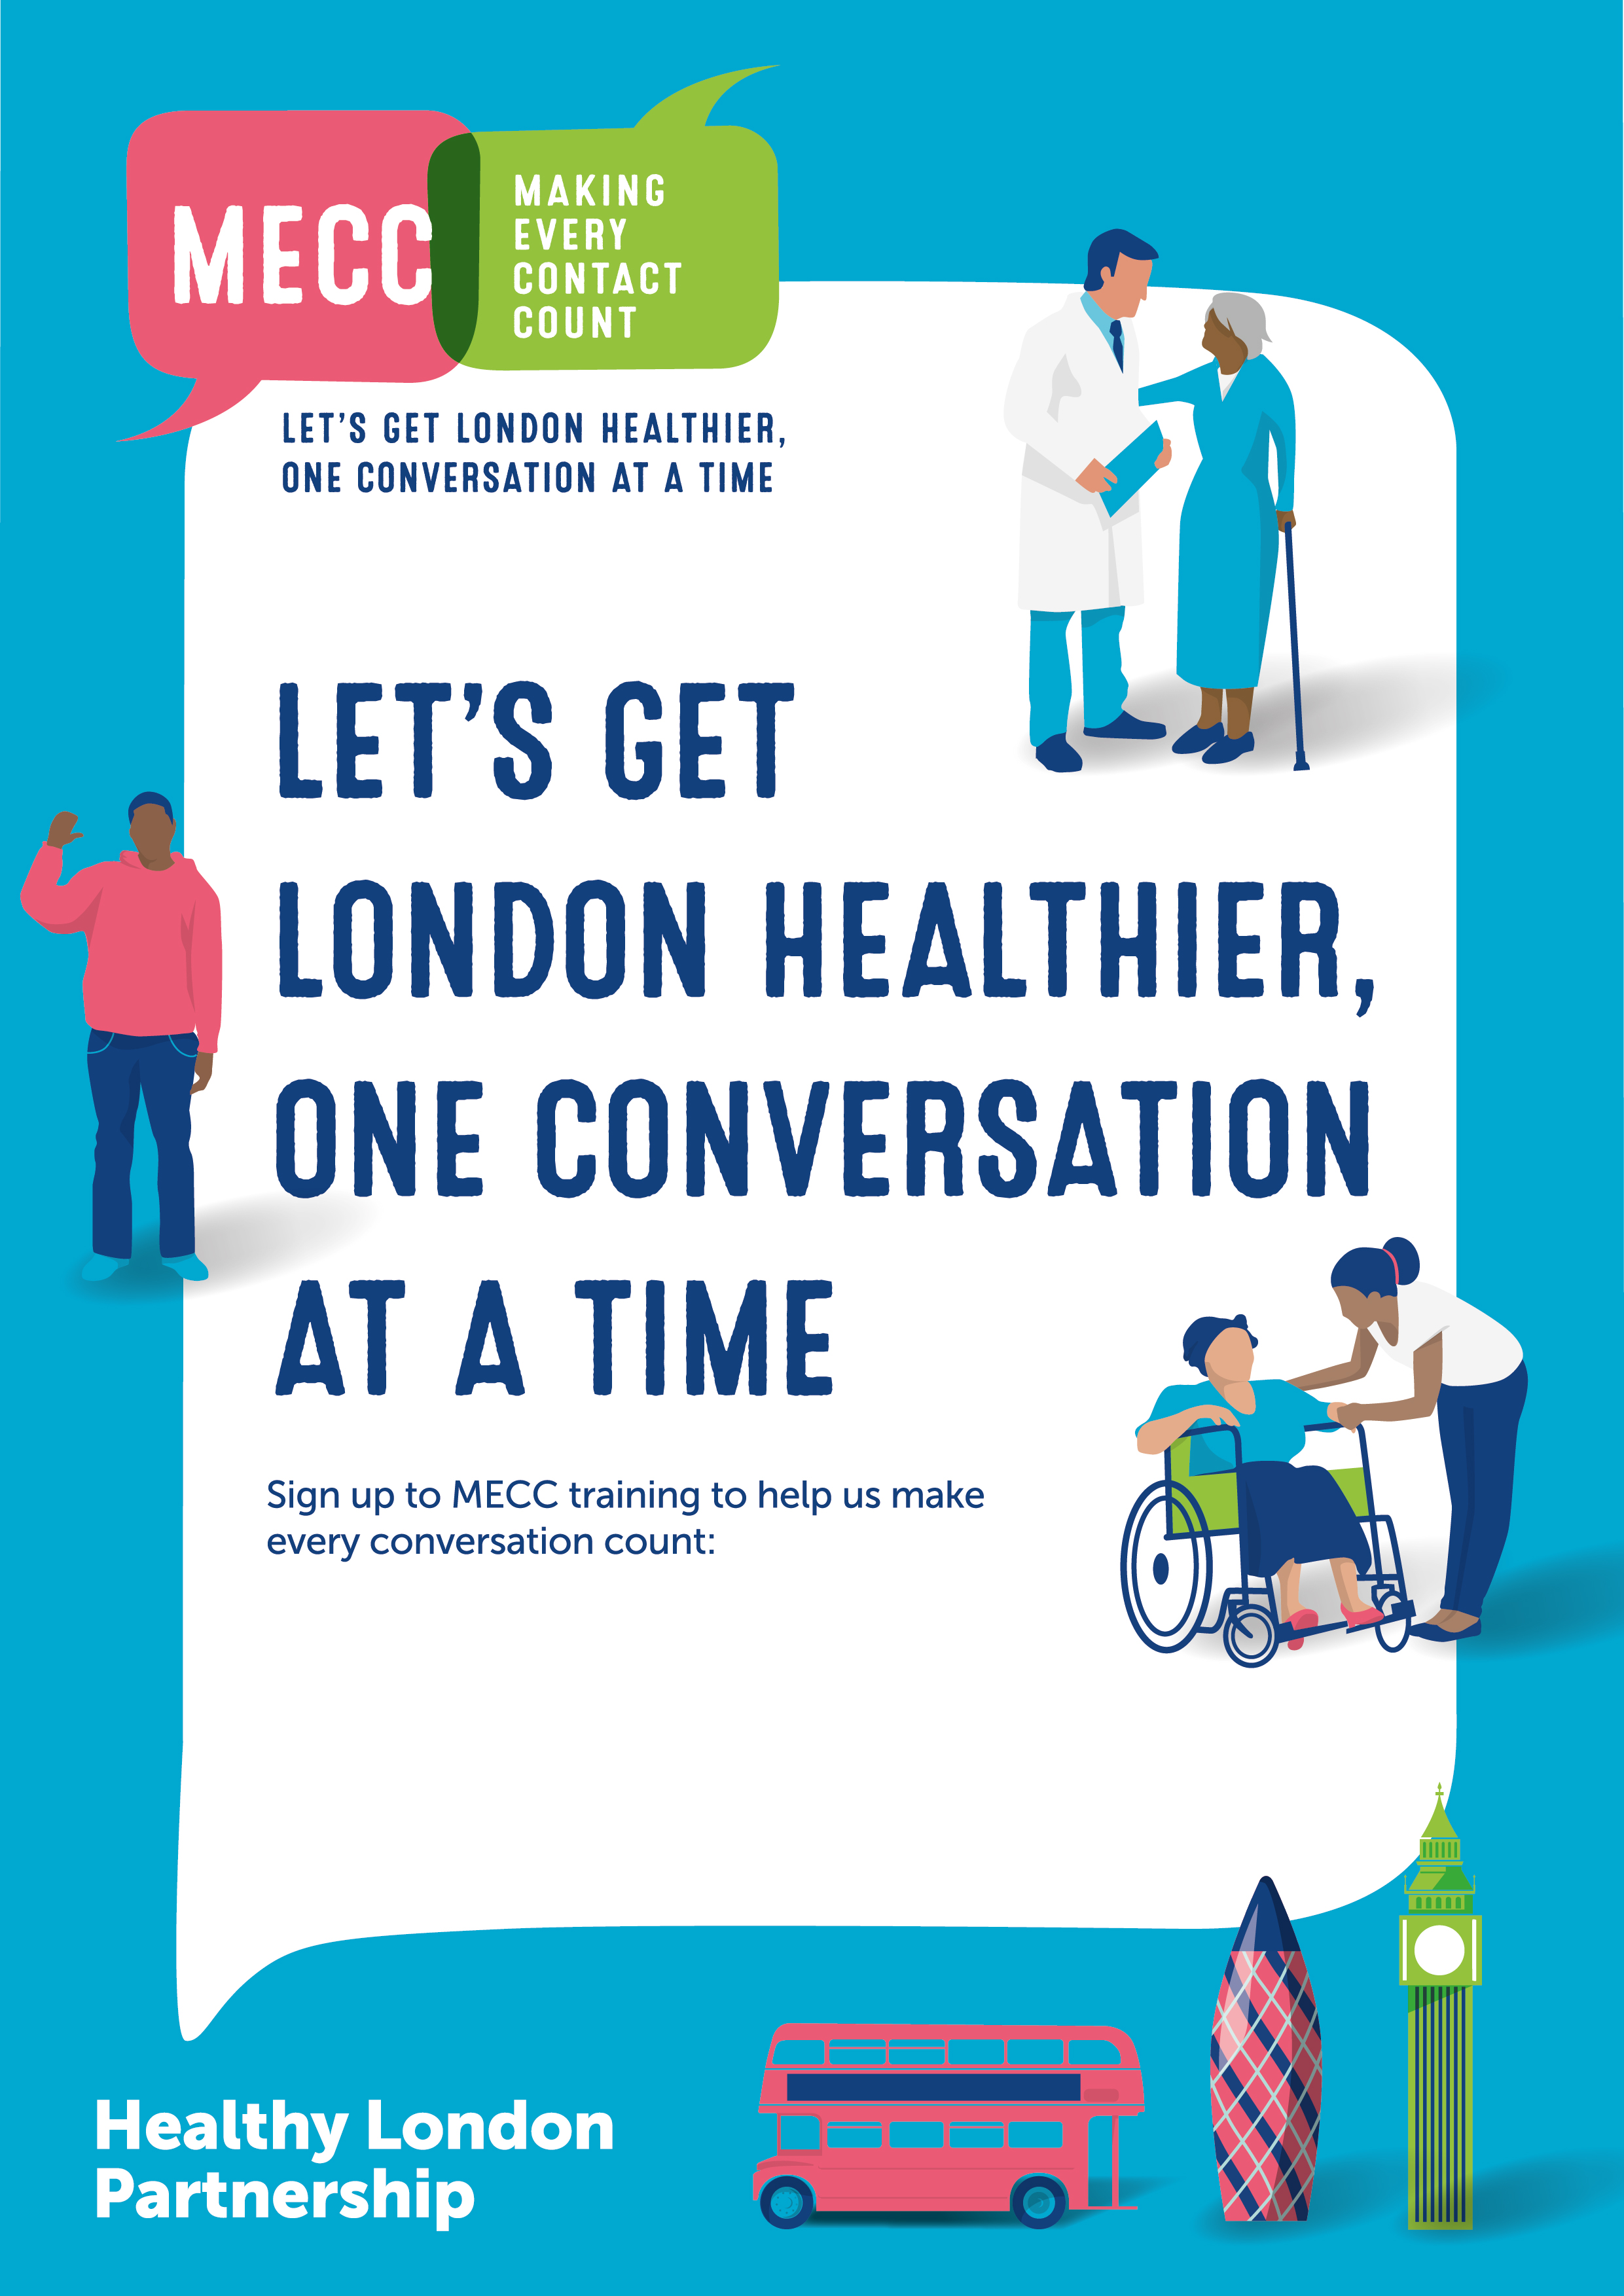 MECC
MAKING
EVERY
CONTACT
COUNT
LET'S GET LONDON HEALTHIER,
ONE CONVERSATION AT A TIME
LET'S GET
LONDON HEALTHIER,
ONE CONVERSATION
AT A TIME
Sign up to MECC training to help us make
every conversation count:
Healthy London
Partnership